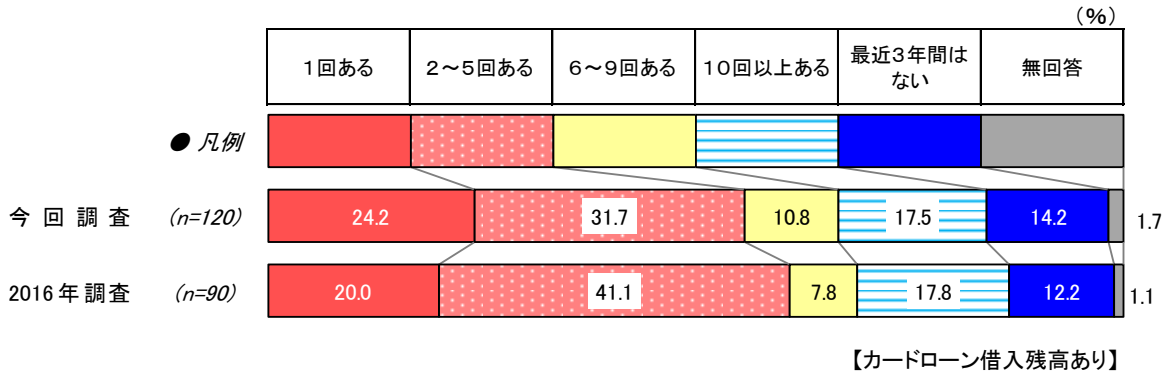 （％）
１回ある ２～５回ある ６～９回ある １０回以上ある 最近３年間は
ない 無回答
● 凡例
今回調査 (n=120) 24.2 31.7 10.8 17.5 14.2 1.7
2016年調査 (n=90) 20.0 41.1 7.8 17.8 12.2 1.1
【カードローン借入残高あり】